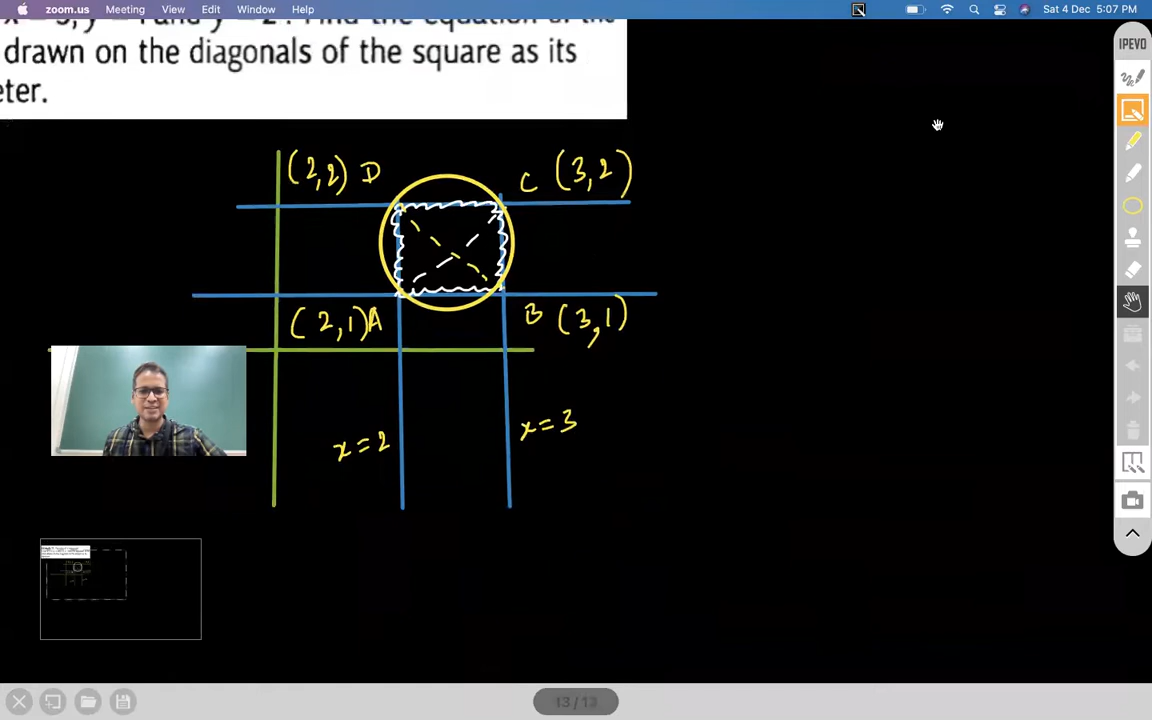 zoom.us Meeting View Edit Window Help Sat 4 Dec 5:07 PM
IPEVO
drawn on the diagonals of the square as its
eter.
(2,2) D C (3,2)
(2,1)A B (3,1)
x=2 x=3
13 / 13